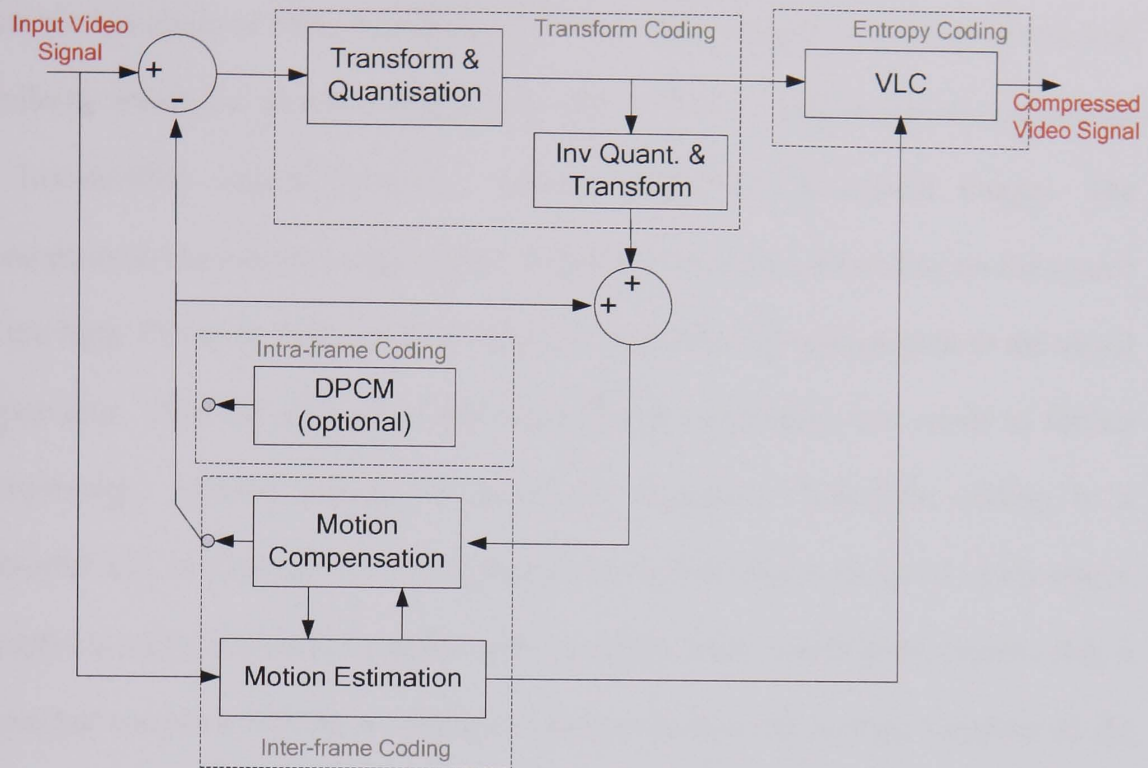 Input Video
Signal
+
-
Transform &
Quantisation
Transform Coding
Inv Quant. &
Transform
Entropy Coding
VLC
Compressed
Video Signal
+
+
Intra-frame Coding
DPCM
(optional)
Motion
Compensation
Motion Estimation
Inter-frame Coding